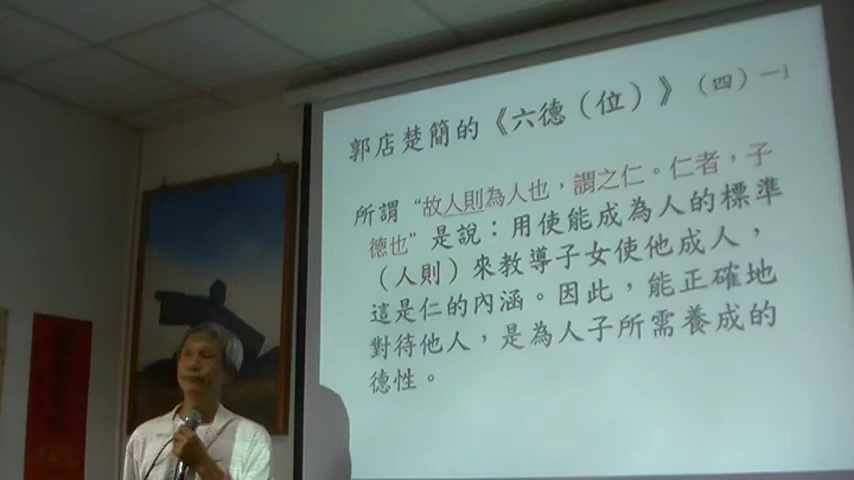 郭店楚簡的《六德（位）》（四）一
所謂“故人則為人也，謂之仁。仁者，子
德也”是說：用使能成為人的標準
（人則）來教導子女使他成人，
這是仁的內涵。因此，能正確地
對待他人，是為人子所需養成的
德性。